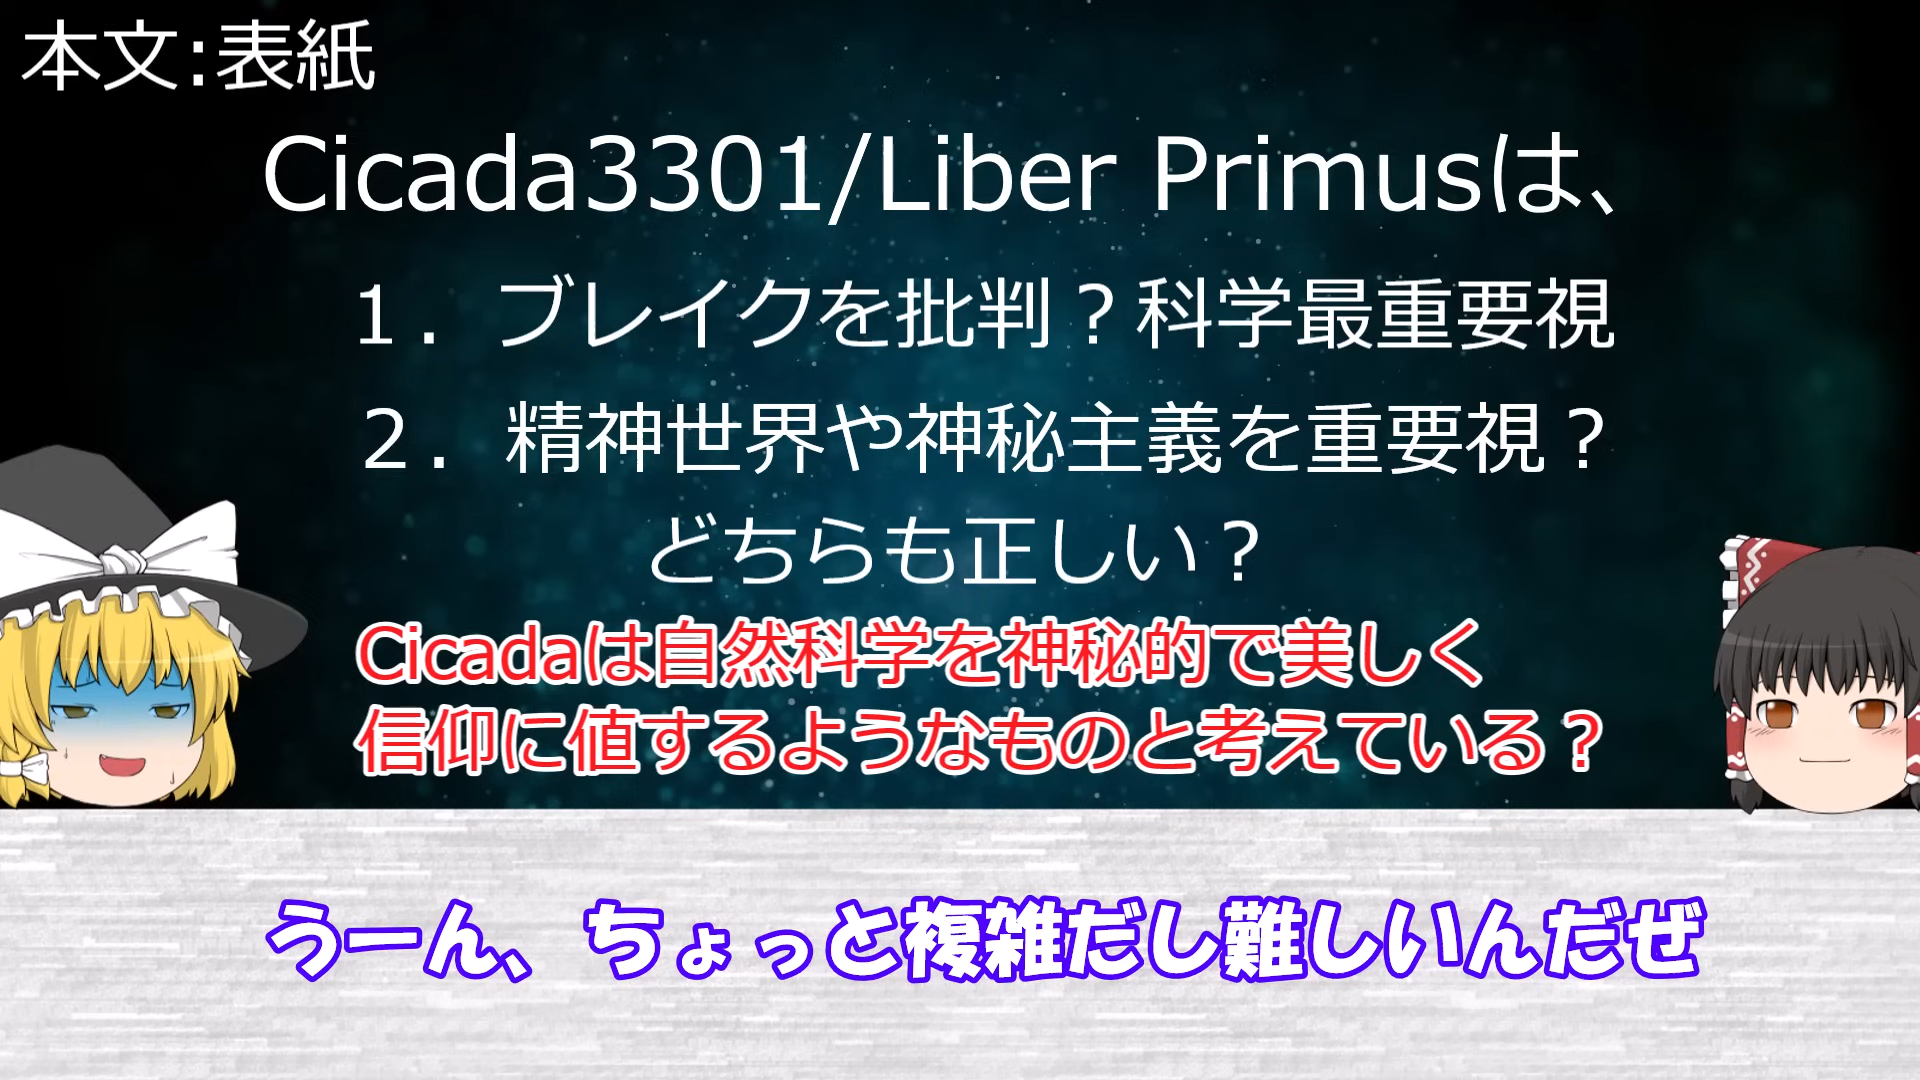 本文:表紙
Cicada3301/Liber Primusは、
１．ブレイクを批判？科学最重要視
２．精神世界や神秘主義を重要視？
どちらも正しい？
Cicadaは自然科学を神秘的で美しく
信仰に値するようなものと考えている？
うーん、ちょっと複雑だし難しいんだぜ